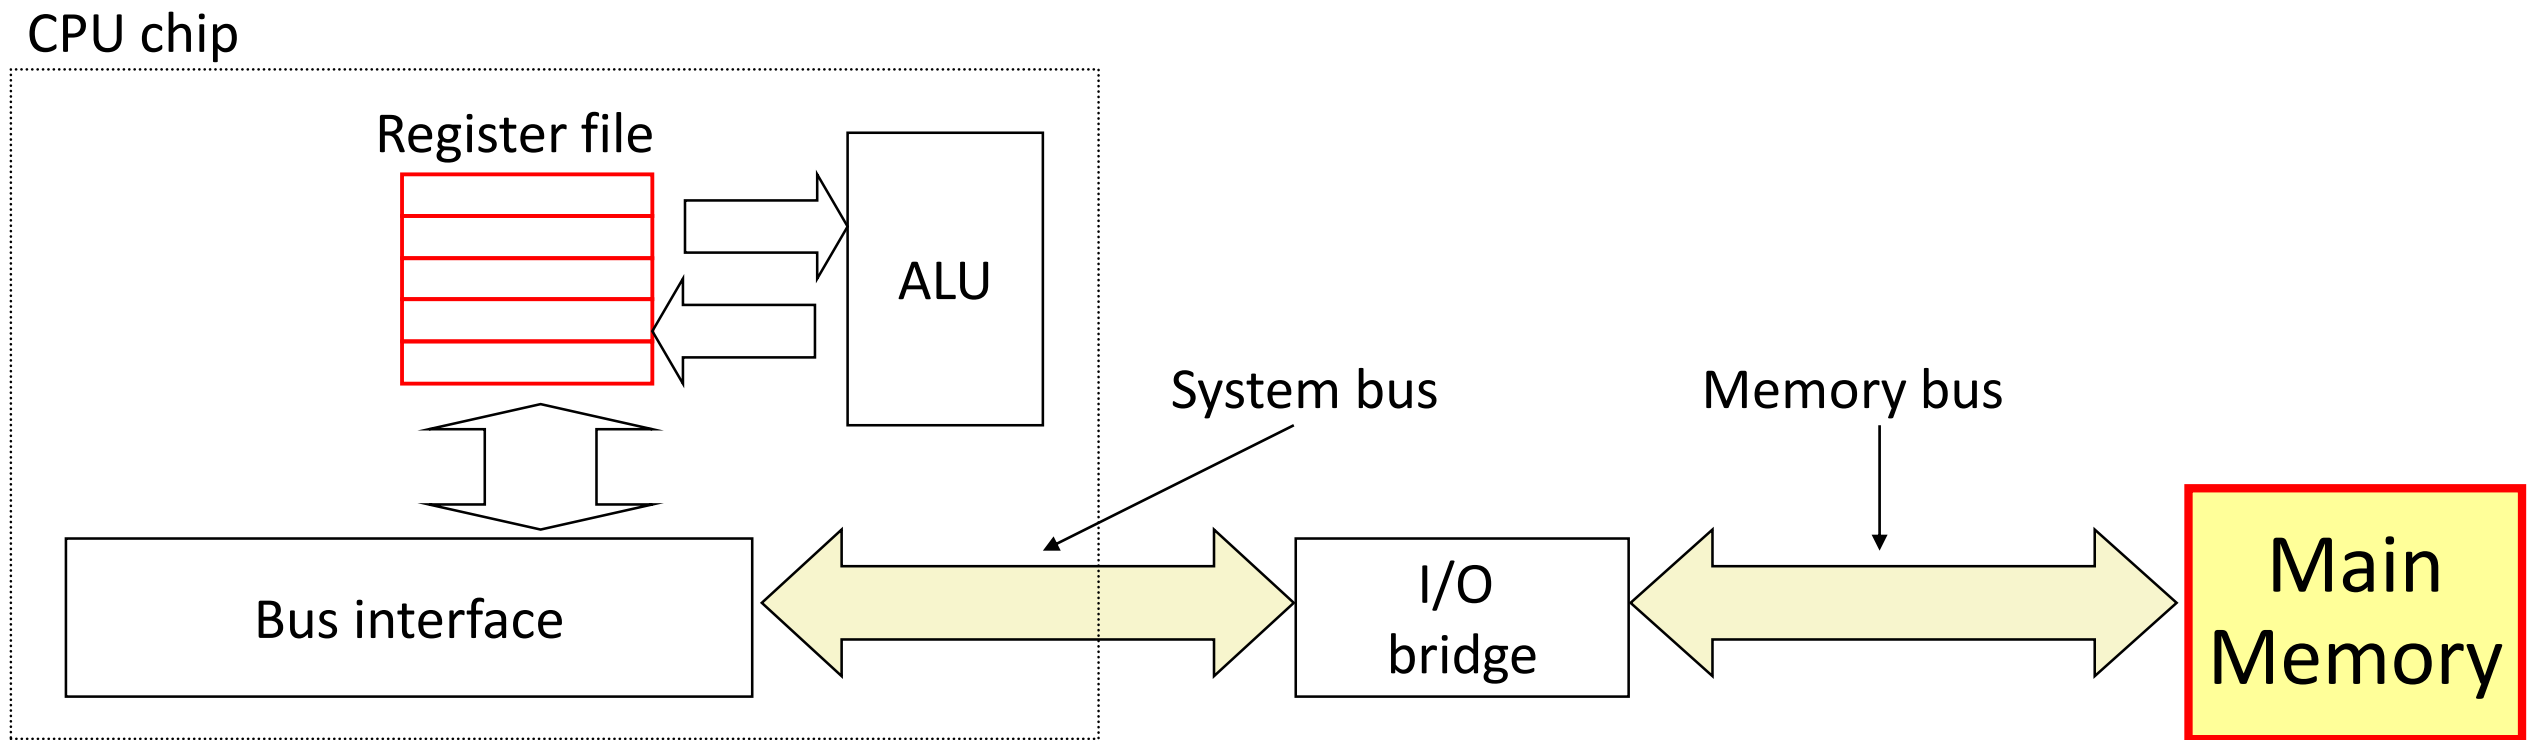 CPU chip
Register file
ALU
System bus
Memory bus
Bus interface
I/O
bridge
Main
Memory